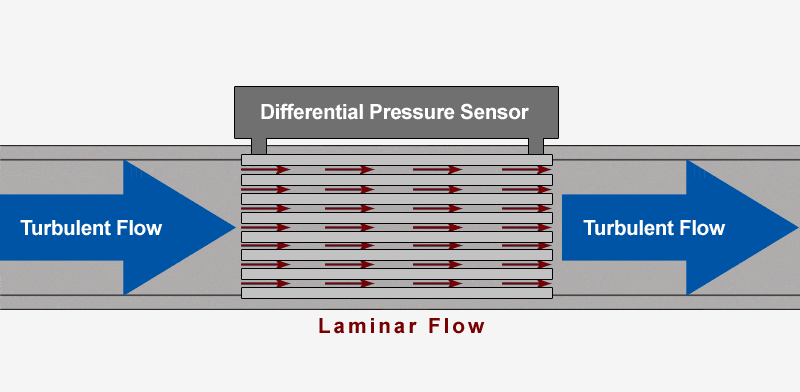 Differential Pressure Sensor
Turbulent Flow
Turbulent Flow
Laminar Flow